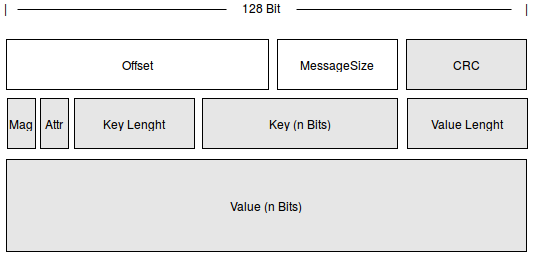 128 Bit
Offset MessageSize CRC
Mag Attr Key Lenght Key (n Bits) Value Lenght
Value (n Bits)